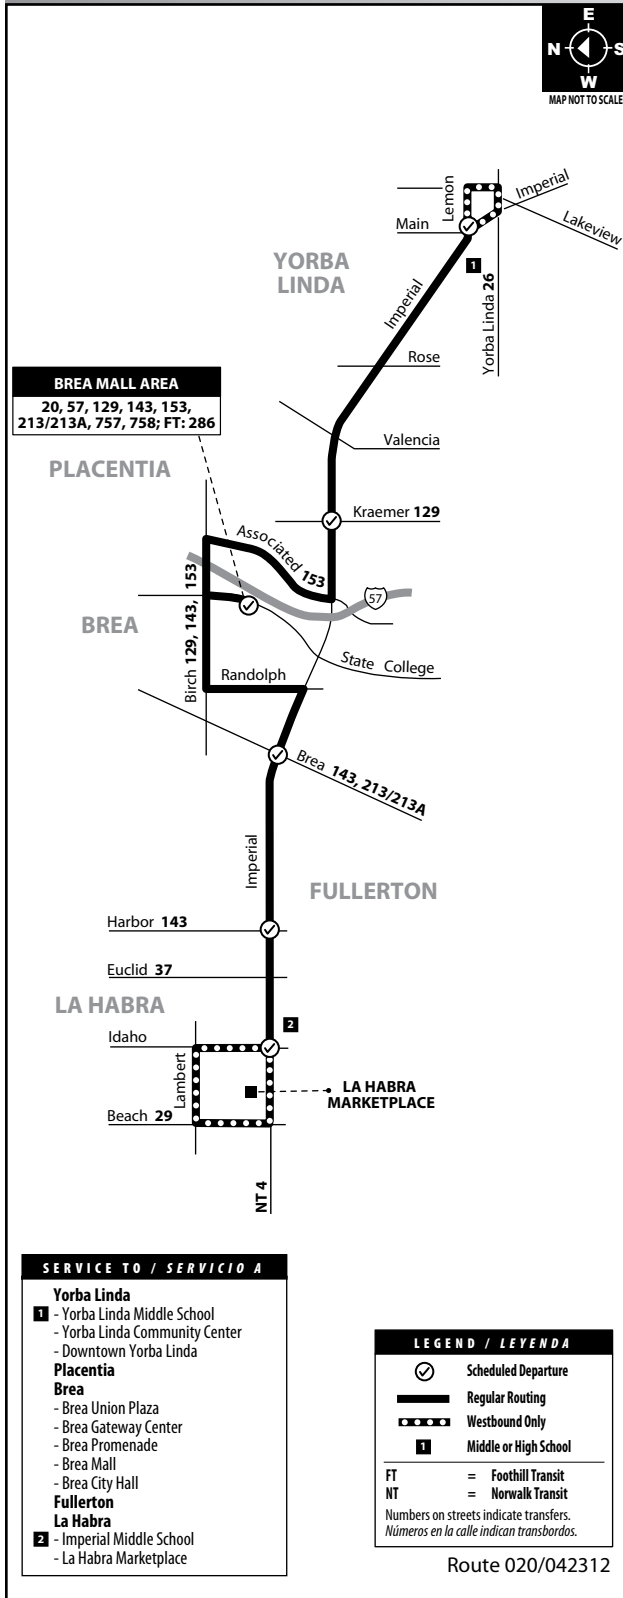 E
N
S
W
MAP NOT TO SCALE
Lemon
Imperial
Lakeview
Main
1
YORBA
LINDA
Yorba Linda 26
Imperial
Rose
BREA MALL AREA
20, 57, 129, 143, 153,
213/213A, 757, 758; FT: 286
Valencia
PLACENTIA
Kraemer 129
Associated 153
57
BREA
Birch 129, 143, 153
State College
Randolph
Brea 143, 213/213A
Imperial
FULLERTON
Harbor 143
Euclid 37
LA HABRA
2
Idaho
Lambert
LA HABRA
MARKETPLACE
Beach 29
NT 4
SERVICE TO / SERVICIO A
Yorba Linda
1 - Yorba Linda Middle School
- Yorba Linda Community Center
- Downtown Yorba Linda
Placentia
Brea
- Brea Union Plaza
- Brea Gateway Center
- Brea Promenade
- Brea Mall
- Brea City Hall
Fullerton
La Habra
2 - Imperial Middle School
- La Habra Marketplace
LEGEND / LEYENDA
Scheduled Departure
Regular Routing
Westbound Only
1 Middle or High School
FT = Foothill Transit
NT = Norwalk Transit
Numbers on streets indicate transfers.
Números en la calle indican transbordos.
Route 020/042312